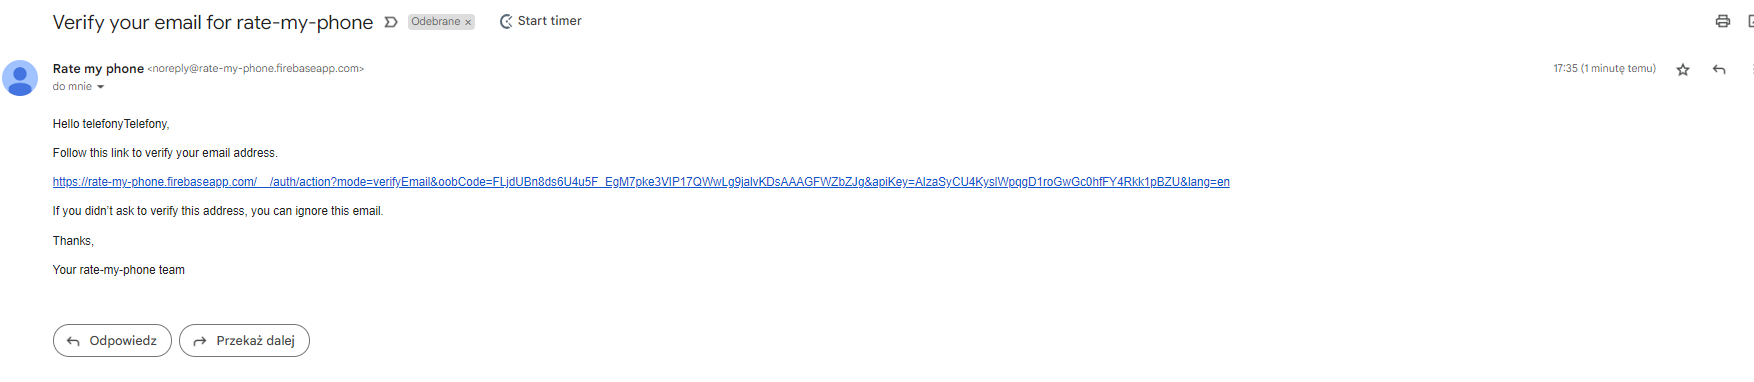 Verify your email for rate-my-phone Odebrane × Start timer
Rate my phone <noreply@rate-my-phone.firebaseapp.com> 17:35 (1 minutę temu)
do mnie
Hello telefonyTelefony,
Follow this link to verify your email address.
https://rate-my-phone.firebaseapp.com/__/auth/action?mode=verifyEmail&oobCode=FLjdUBn8ds6U4u5F_EgM7pke3VIP17QWwLg9jalvKDsAAAGFWZbZJg&apiKey=AIzaSyCU4KyslWpqgD1roGwGc0hfFY4Rkk1pBZU&lang=en
If you didn't ask to verify this address, you can ignore this email.
Thanks,
Your rate-my-phone team
Odpowiedz Przekaż dalej